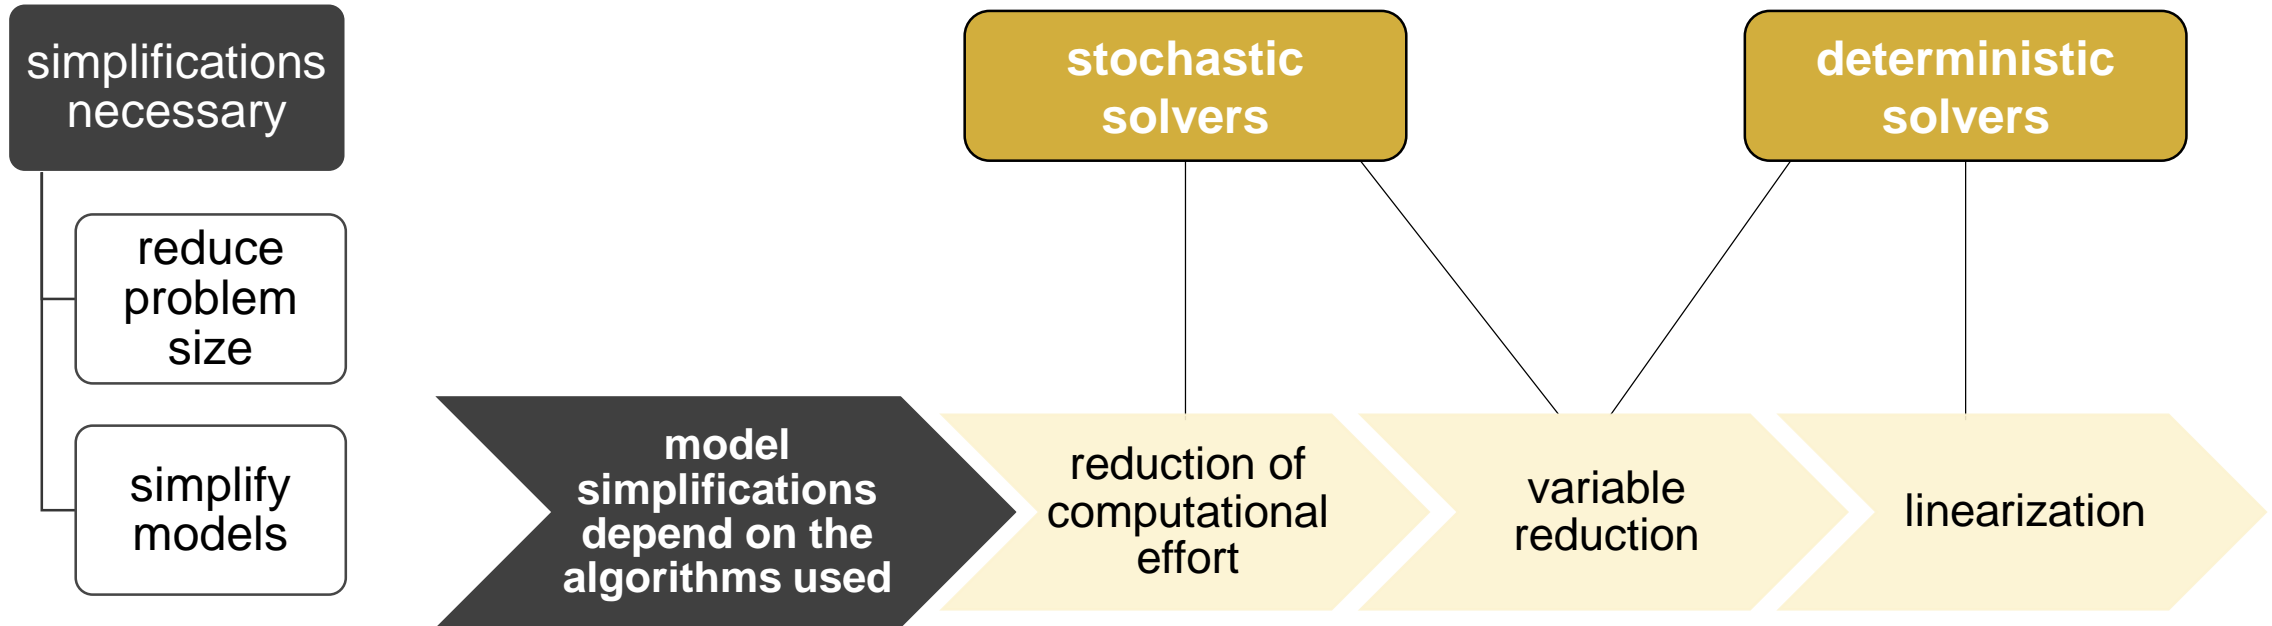 simplifications
necessary
reduce
problem
size
simplify
models
stochastic
solvers
deterministic
solvers
model
simplifications
depend on the
algorithms used
reduction of
computational
effort
variable
reduction
linearization